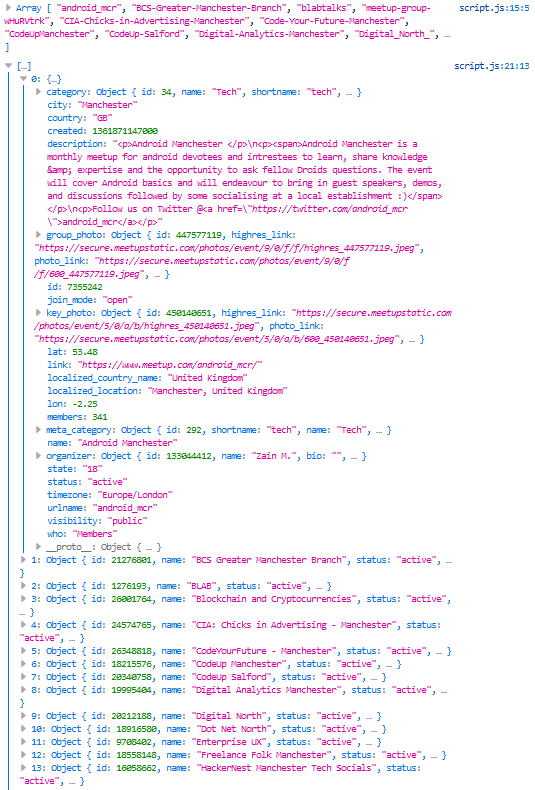 Array [ "android_mcr", "BCS-Greater-Manchester-Branch", "blabtalks", "meetup-group-   script.js:15:5
wHuRVtrk", "CIA-Chicks-in-Advertising-Manchester", "Code-Your-Future-Manchester",
"CodeUpManchester", "CodeUp-Salford", "Digital-Analytics-Manchester", "Digital_North_", …
]
[…]   script.js:21:13
0: {…}
category: Object { id: 34, name: "Tech", shortname: "tech", … }
city: "Manchester"
country: "GB"
created: 1361871147000
description: "<p>Android Manchester </p>\n<p><span>Android Manchester is a
monthly meetup for android devotees and intrestees to learn, share knowledge
&amp; expertise and the opportunity to ask fellow Droids questions. The event
will cover Android basics and will endeavour to bring in guest speakers, demos,
and discussions followed by some socialising at a local establishment :)</span>
</p>\n<p>Follow us on Twitter @<a href=\"https://twitter.com/android_mcr
\">android_mcr</a></p>"
group_photo: Object { id: 447577119, highres_link:
"https://secure.meetupstatic.com/photos/event/9/0/f/f/highres_447577119.jpeg",
photo_link: "https://secure.meetupstatic.com/photos/event/9/0/f
/f/600_447577119.jpeg", … }
id: 7355242
join_mode: "open"
key_photo: Object { id: 450140651, highres_link: "https://secure.meetupstatic.com
/photos/event/5/0/a/b/highres_450140651.jpeg", photo_link:
"https://secure.meetupstatic.com/photos/event/5/0/a/b/600_450140651.jpeg", … }
lat: 53.48
link: "https://www.meetup.com/android_mcr/"
localized_country_name: "United Kingdom"
localized_location: "Manchester, United Kingdom"
lon: -2.25
members: 341
meta_category: Object { id: 292, shortname: "tech", name: "Tech", … }
name: "Android Manchester"
organizer: Object { id: 133044412, name: "Zain M.", bio: "", … }
state: "18"
status: "active"
timezone: "Europe/London"
urlname: "android_mcr"
visibility: "public"
who: "Members"
__proto__: Object { … }
1: Object { id: 21276801, name: "BCS Greater Manchester Branch", status: "active", …
}
2: Object { id: 1276193, name: "BLAB", status: "active", … }
3: Object { id: 26001764, name: "Blockchain and Cryptocurrencies", status: "active",
… }
4: Object { id: 24574765, name: "CIA: Chicks in Advertising - Manchester", status:
"active", … }
5: Object { id: 26348818, name: "CodeYourFuture - Manchester", status: "active", … }
6: Object { id: 18215576, name: "CodeUp Manchester", status: "active", … }
7: Object { id: 20340758, name: "CodeUp Salford", status: "active", … }
8: Object { id: 19995404, name: "Digital Analytics Manchester", status: "active", …
}
9: Object { id: 20212188, name: "Digital North", status: "active", … }
10: Object { id: 18916580, name: "Dot Net North", status: "active", … }
11: Object { id: 9708402, name: "Enterprise UX", status: "active", … }
12: Object { id: 18558148, name: "Freelance Folk Manchester", status: "active", … }
13: Object { id: 16058662, name: "HackerNest Manchester Tech Socials", status:
"active", … }